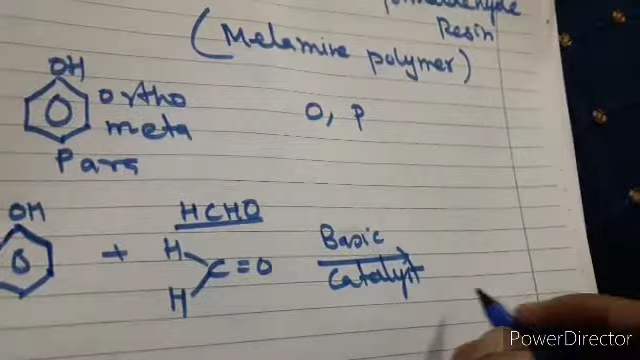 Resin
(Melamine polymer)
OH
ortho
meta
Para
O, P
OH
HCHO
+
H
C=O
H
Basic
catalyst
PowerDirector